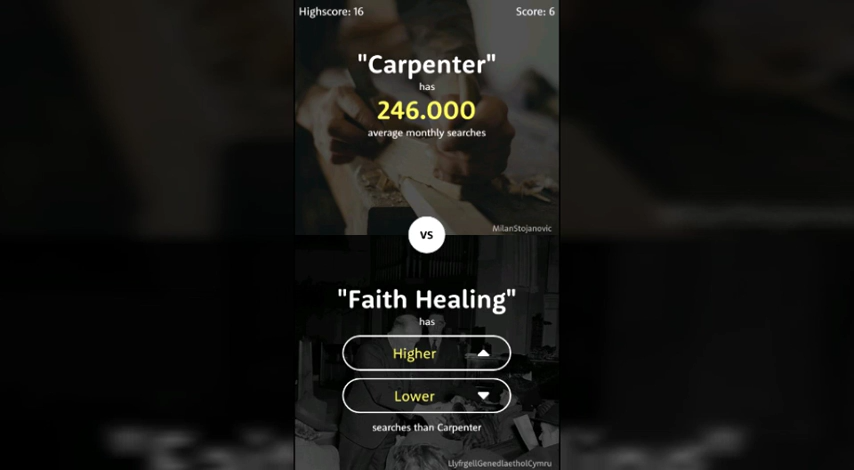 Highscore: 16
Score: 6
"Carpenter"
has
246.000
average monthly searches
MilanStojanovic
VS
"Faith Healing"
has
Higher
Lower
searches than Carpenter
LlyfrgellGenedlaetholCymru